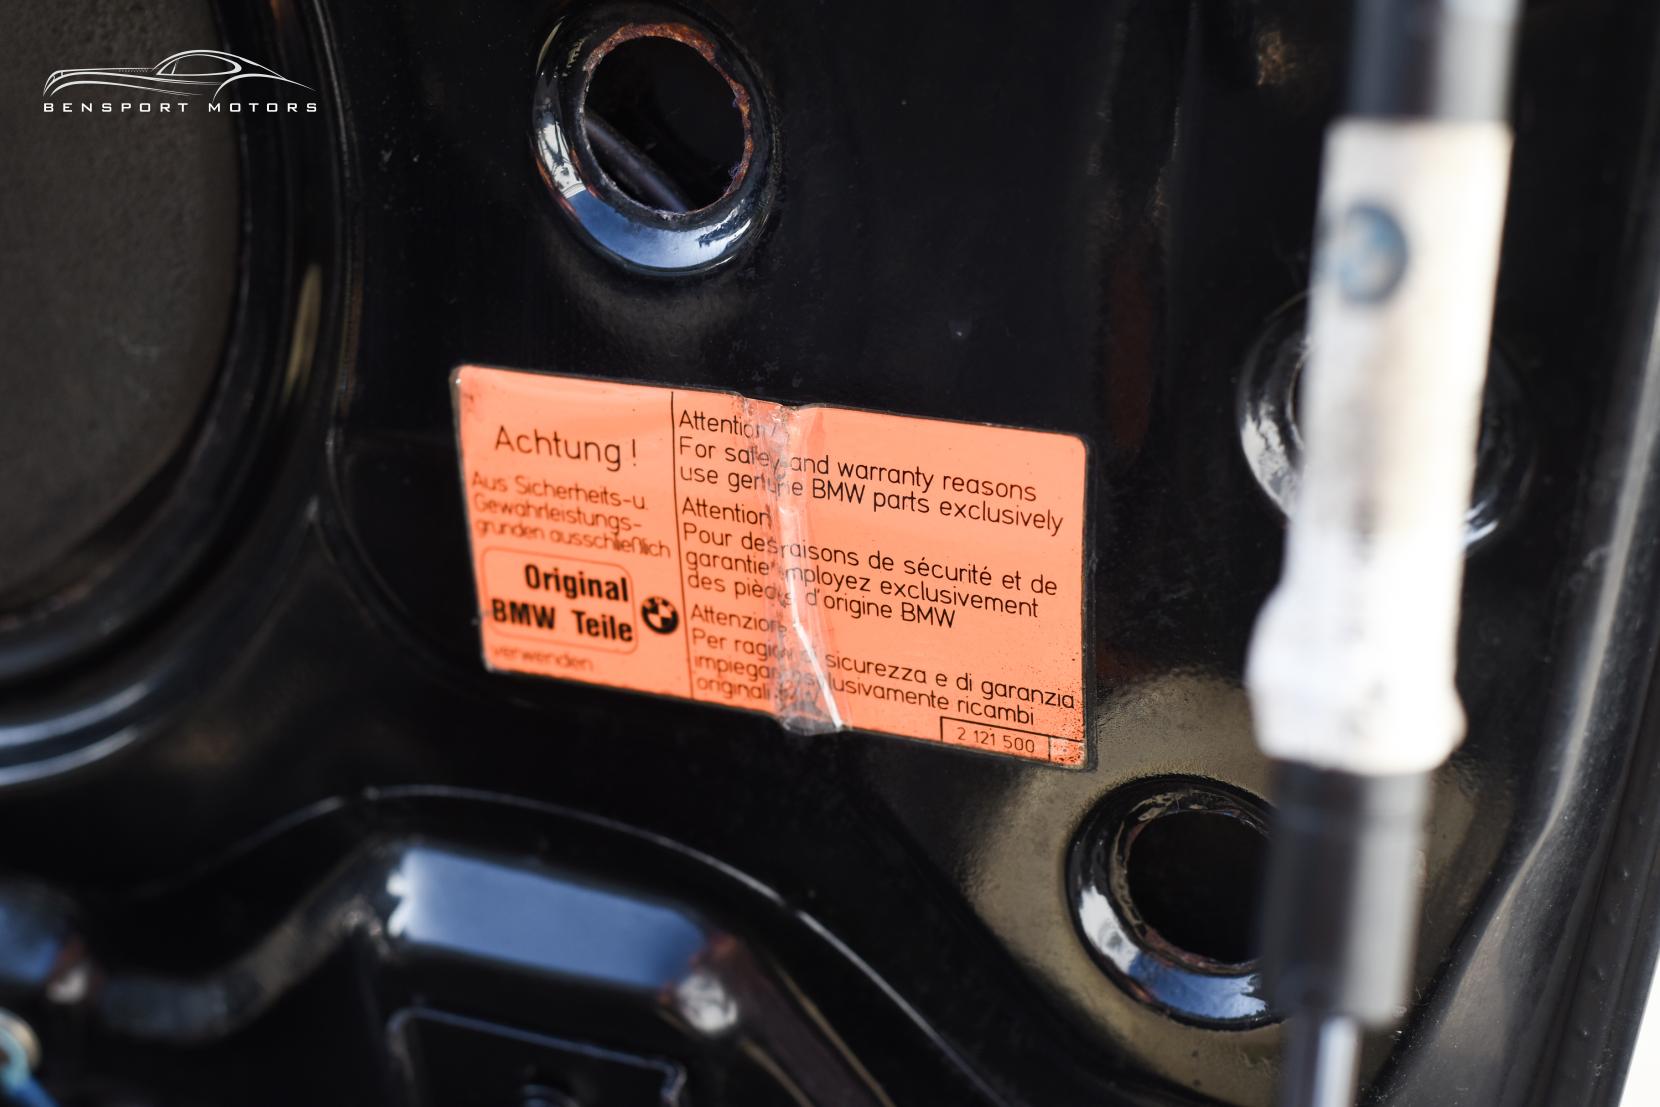 BENSPORT MOTORS
Achtung !
Aus Sicherheits-u.
Gewährleistungs-
gründen ausschließlich
Original
BMW Teile
verwenden
Attention
For safety and warranty reasons
use genuine BMW parts exclusively
Attention
Pour des raisons de sécurité et de
garantie employez exclusivement
des pièces d'origine BMW
Attenzione
Per ragioni sicurezza e di garanzia
impiegare esclusivamente ricambi
originali
2 121 500